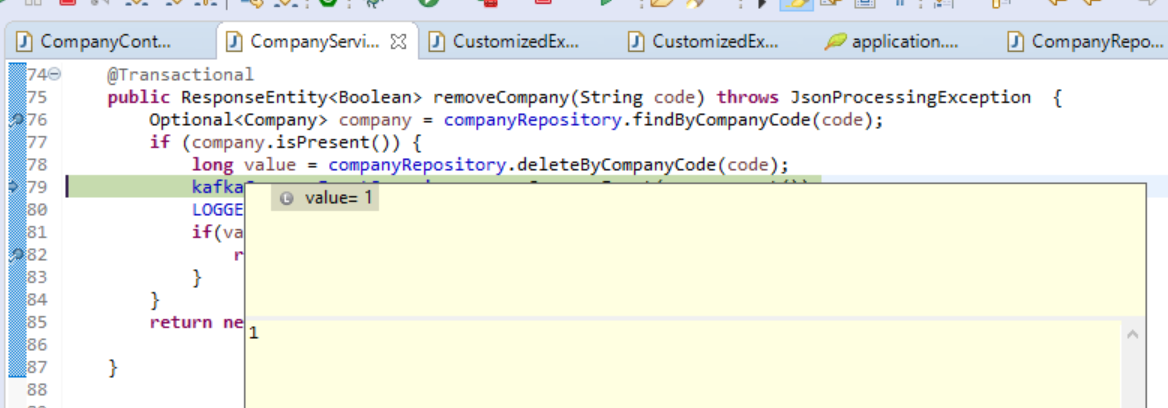 CompanyCont... CompanyServi... CustomizedEx... CustomizedEx... application.... CompanyRepo...
74 @Transactional
75 public ResponseEntity<Boolean> removeCompany(String code) throws JsonProcessingException {
76 Optional<Company> company = companyRepository.findByCompanyCode(code);
77 if (company.isPresent()) {
78 long value = companyRepository.deleteByCompanyCode(code);
79 kafka
value= 1
80 LOGGE
81 if(va
82 r
83 }
84 }
85 return ne
1
86
87 }
88